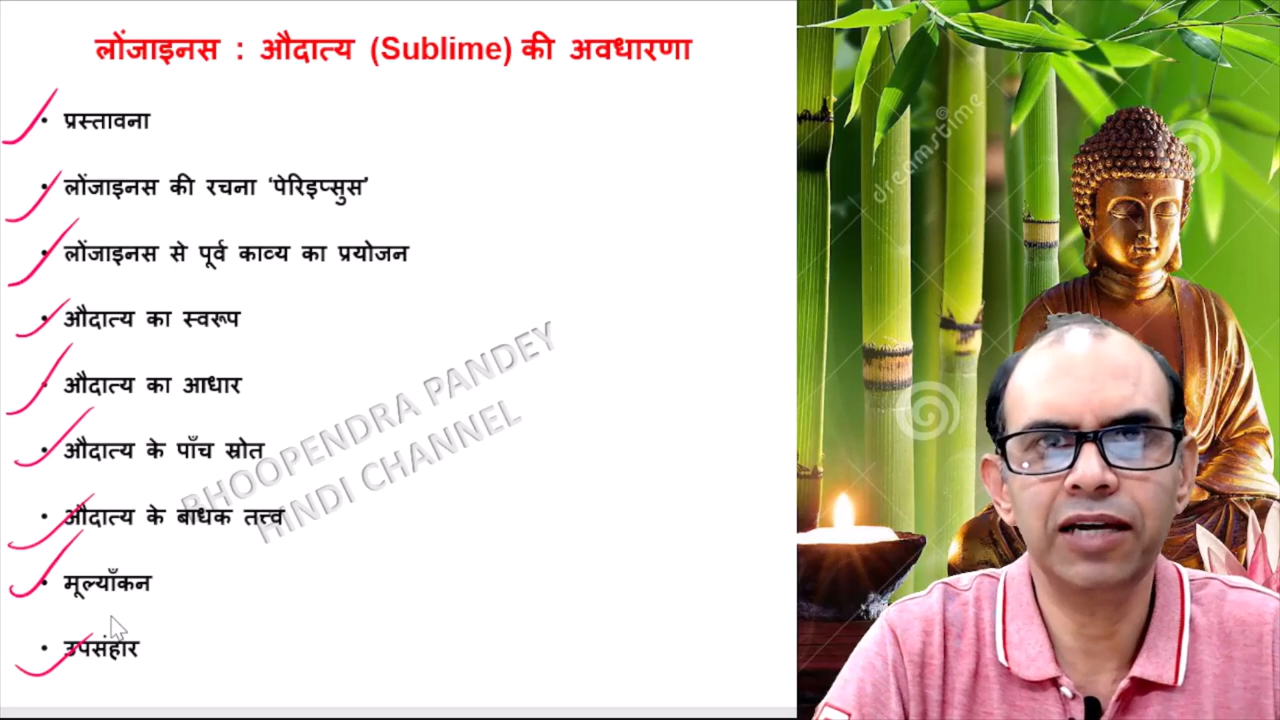 लोंजाइनस : औदात्य (Sublime) की अवधारणा
• प्रस्तावना
• लोंजाइनस की रचना ‘पेरिइप्सुस’
• लोंजाइनस से पूर्व काव्य का प्रयोजन
• औदात्य का स्वरूप
• औदात्य का आधार
• औदात्य के पाँच स्रोत
• औदात्य के बाधक तत्त्व
• मूल्याँकन
• उपसंहार
BHOOPENDRA PANDEY
HINDI CHANNEL
dreamstime